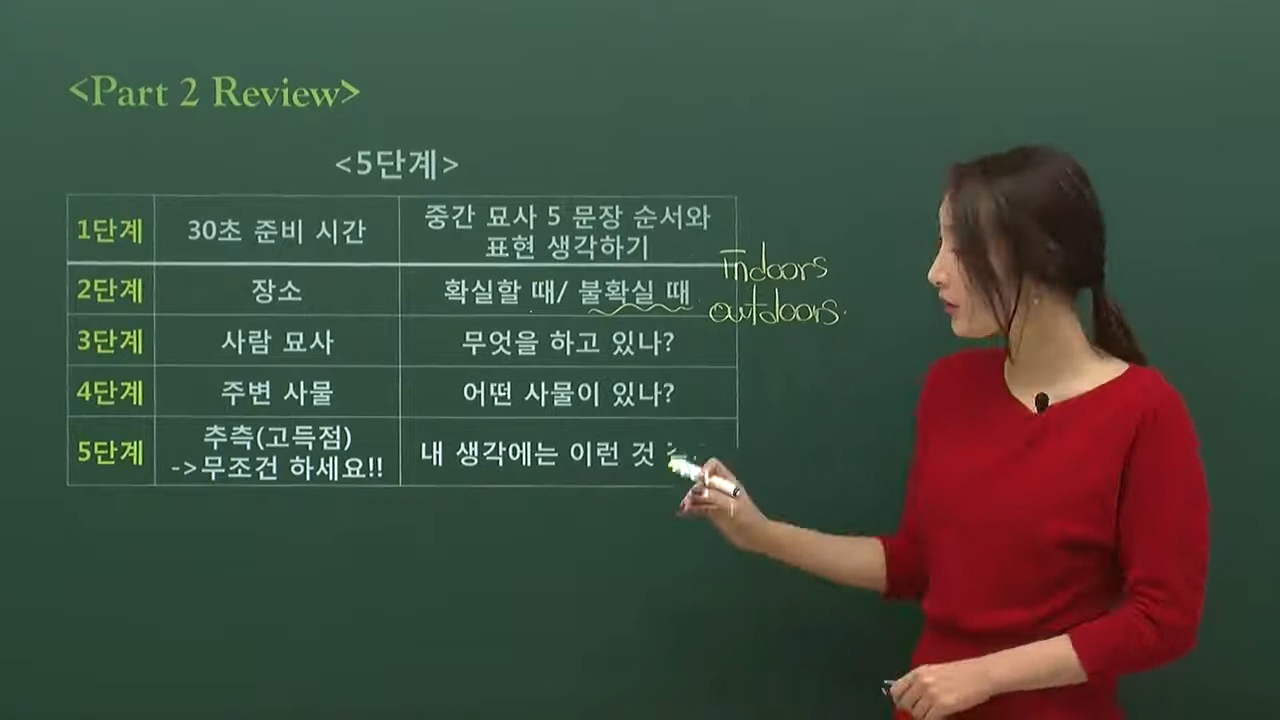 <Part 2 Review>
<5단계>
1단계
30초 준비 시간
중간 묘사 5 문장 순서와
표현 생각하기
2단계
장소
확실할 때/ 불확실 때
Indoors
outdoors.
3단계
사람 묘사
무엇을 하고 있나?
4단계
주변 사물
어떤 사물이 있나?
5단계
추측(고득점)
->무조건 하세요!!
내 생각에는 이런 것